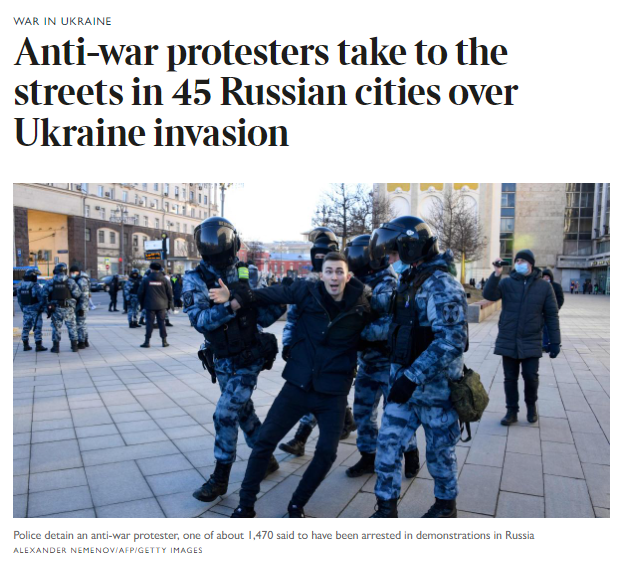 WAR IN UKRAINE
Anti-war protesters take to the
streets in 45 Russian cities over
Ukraine invasion
Police detain an anti-war protester, one of about 1,470 said to have been arrested in demonstrations in Russia
ALEXANDER NEMENOV/AFP/GETTY IMAGES